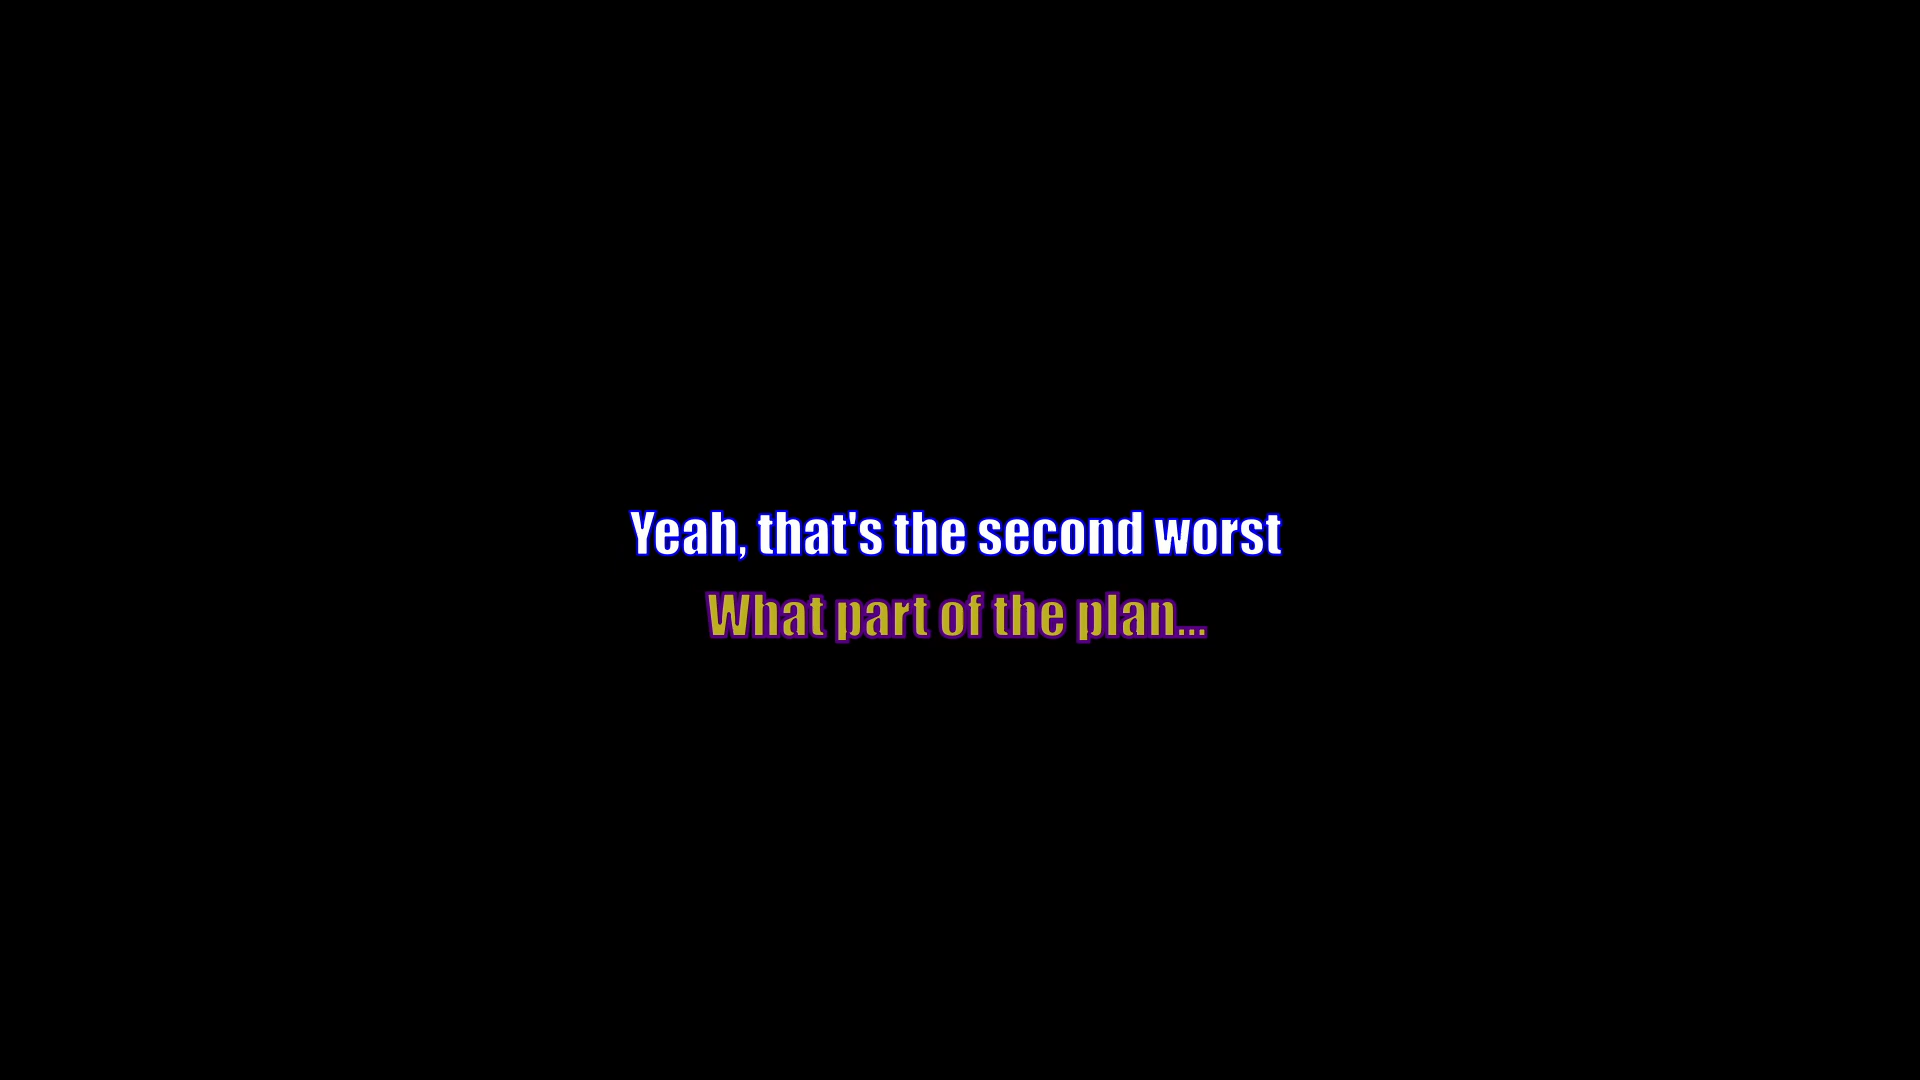 Yeah, that's the second worst
What part of the plan...